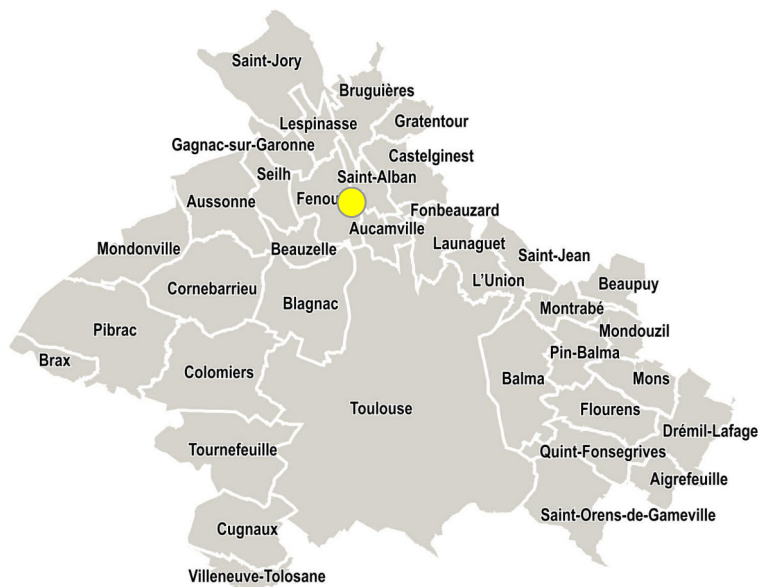 Saint-Jory
Bruguières
Lespinasse
Gratentour
Gagnac-sur-Garonne
Castelginest
Seilh
Saint-Alban
Aussonne
Fenou
Fonbeauzard
Aucamville
Mondonville
Beauzelle
Launaguet
Saint-Jean
Cornebarrieu
L'Union
Beaupuy
Blagnac
Montrabé
Pibrac
Mondouzil
Brax
Pin-Balma
Colomiers
Balma
Mons
Toulouse
Flourens
Drémil-Lafage
Tournefeuille
Quint-Fonsegrives
Aigrefeuille
Saint-Orens-de-Gameville
Cugnaux
Villeneuve-Tolosane